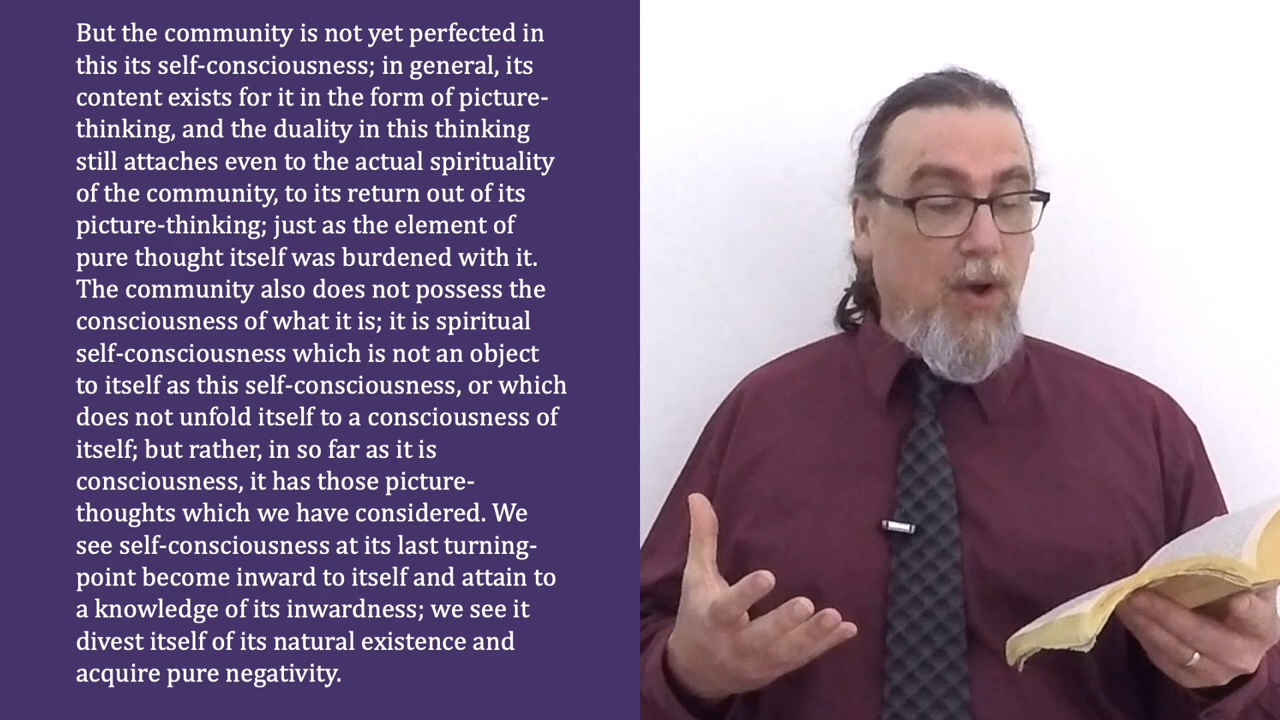 But the community is not yet perfected in
this its self-consciousness; in general, its
content exists for it in the form of picture-
thinking, and the duality in this thinking
still attaches even to the actual spirituality
of the community, to its return out of its
picture-thinking; just as the element of
pure thought itself was burdened with it.
The community also does not possess the
consciousness of what it is; it is spiritual
self-consciousness which is not an object
to itself as this self-consciousness, or which
does not unfold itself to a consciousness of
itself; but rather, in so far as it is
consciousness, it has those picture-
thoughts which we have considered. We
see self-consciousness at its last turning-
point become inward to itself and attain to
a knowledge of its inwardness; we see it
divest itself of its natural existence and
acquire pure negativity.